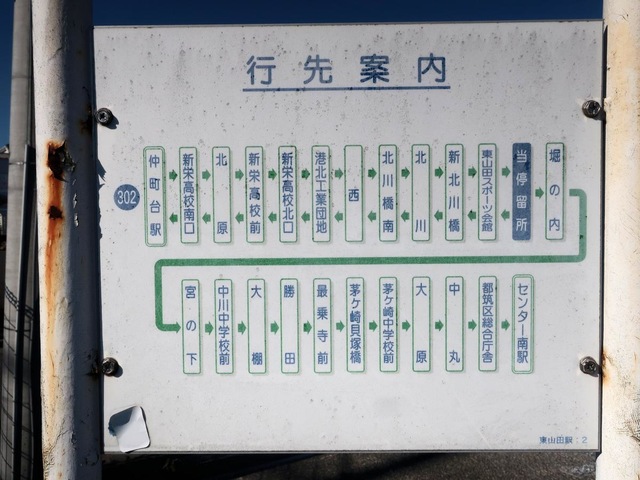 行先案内
302
仲町台駅
新栄高校南口
北原
新栄高校前
新栄高校北口
港北工業団地
西
北川橋南
北川
新北川橋
東山田スポーツ会館
当停留所
堀の内
宮の下
中川中学校前
大棚
勝田
最乗寺前
茅ヶ崎貝塚橋
茅ヶ崎中学校前
大原
中丸
都筑区総合庁舎
センター南駅
東山田駅:2